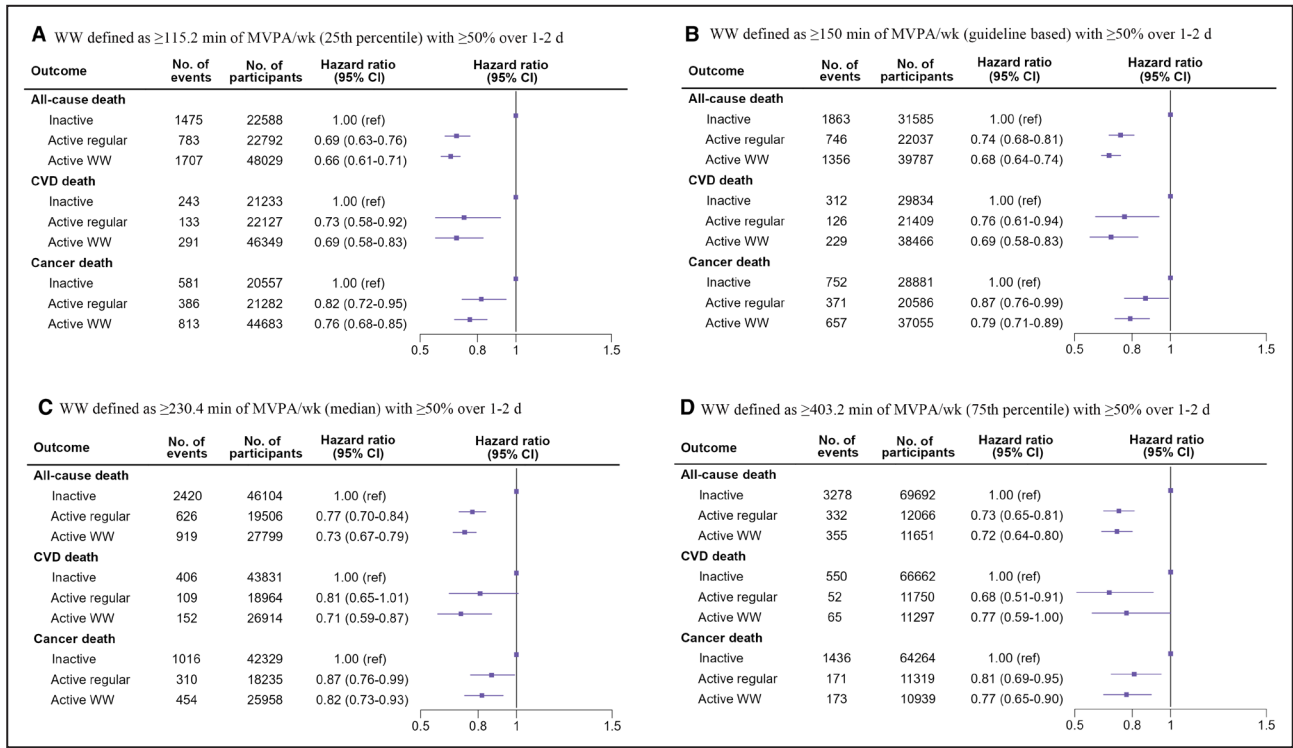 A WW defined as ≥115.2 min of MVPA/wk (25th percentile) with ≥50% over 1-2 d
Outcome No. of events No. of participants Hazard ratio (95% CI) Hazard ratio (95% CI)
All-cause death
Inactive 1475 22588 1.00 (ref)
Active regular 783 22792 0.69 (0.63-0.76)
Active WW 1707 48029 0.66 (0.61-0.71)
CVD death
Inactive 243 21233 1.00 (ref)
Active regular 133 22127 0.73 (0.58-0.92)
Active WW 291 46349 0.69 (0.58-0.83)
Cancer death
Inactive 581 20557 1.00 (ref)
Active regular 386 21282 0.82 (0.72-0.95)
Active WW 813 44683 0.76 (0.68-0.85)
0.5 0.8 1 1.5
B WW defined as ≥150 min of MVPA/wk (guideline based) with ≥50% over 1-2 d
Outcome No. of events No. of participants Hazard ratio (95% CI) Hazard ratio (95% CI)
All-cause death
Inactive 1863 31585 1.00 (ref)
Active regular 746 22037 0.74 (0.68-0.81)
Active WW 1356 39787 0.68 (0.64-0.74)
CVD death
Inactive 312 29834 1.00 (ref)
Active regular 126 21409 0.76 (0.61-0.94)
Active WW 229 38466 0.69 (0.58-0.83)
Cancer death
Inactive 752 28881 1.00 (ref)
Active regular 371 20586 0.87 (0.76-0.99)
Active WW 657 37055 0.79 (0.71-0.89)
0.5 0.8 1 1.5
C WW defined as ≥230.4 min of MVPA/wk (median) with ≥50% over 1-2 d
Outcome No. of events No. of participants Hazard ratio (95% CI) Hazard ratio (95% CI)
All-cause death
Inactive 2420 46104 1.00 (ref)
Active regular 626 19506 0.77 (0.70-0.84)
Active WW 919 27799 0.73 (0.67-0.79)
CVD death
Inactive 406 43831 1.00 (ref)
Active regular 109 18964 0.81 (0.65-1.01)
Active WW 152 26914 0.71 (0.59-0.87)
Cancer death
Inactive 1016 42329 1.00 (ref)
Active regular 310 18235 0.87 (0.76-0.99)
Active WW 454 25958 0.82 (0.73-0.93)
0.5 0.8 1 1.5
D WW defined as ≥403.2 min of MVPA/wk (75th percentile) with ≥50% over 1-2 d
Outcome No. of events No. of participants Hazard ratio (95% CI) Hazard ratio (95% CI)
All-cause death
Inactive 3278 69692 1.00 (ref)
Active regular 332 12066 0.73 (0.65-0.81)
Active WW 355 11651 0.72 (0.64-0.80)
CVD death
Inactive 550 66662 1.00 (ref)
Active regular 52 11750 0.68 (0.51-0.91)
Active WW 65 11297 0.77 (0.59-1.00)
Cancer death
Inactive 1436 64264 1.00 (ref)
Active regular 171 11319 0.81 (0.69-0.95)
Active WW 173 10939 0.77 (0.65-0.90)
0.5 0.8 1 1.5